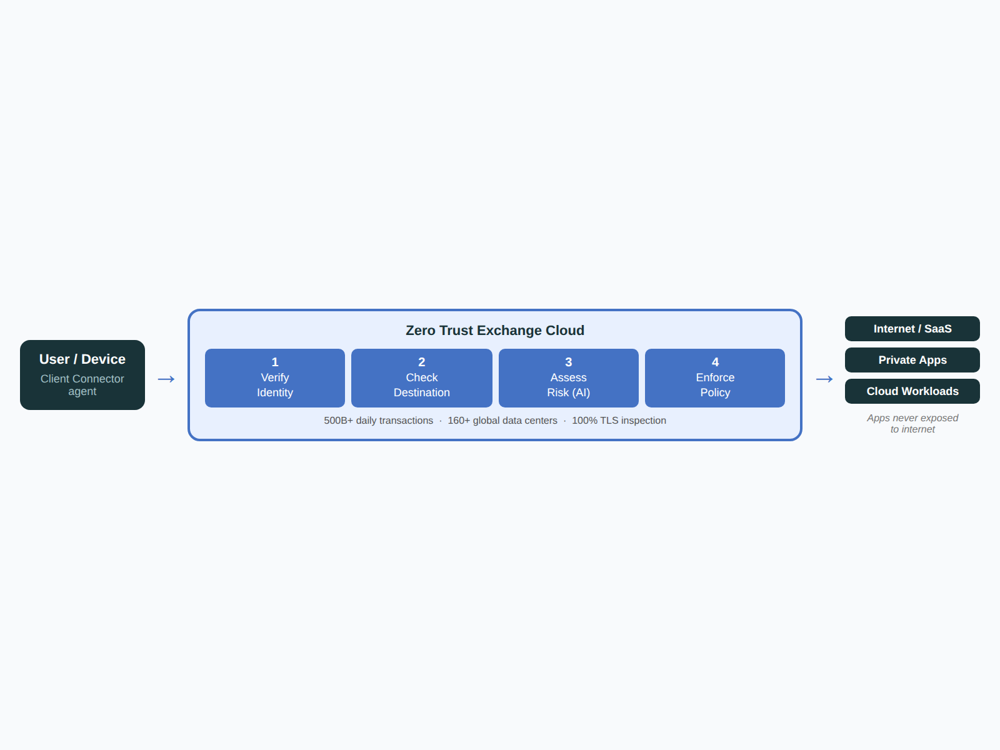 User / Device
Client Connector
agent
→
Zero Trust Exchange Cloud
1
Verify
Identity
2
Check
Destination
3
Assess
Risk (AI)
4
Enforce
Policy
500B+ daily transactions · 160+ global data centers · 100% TLS inspection
→
Internet / SaaS
Private Apps
Cloud Workloads
Apps never exposed
to internet